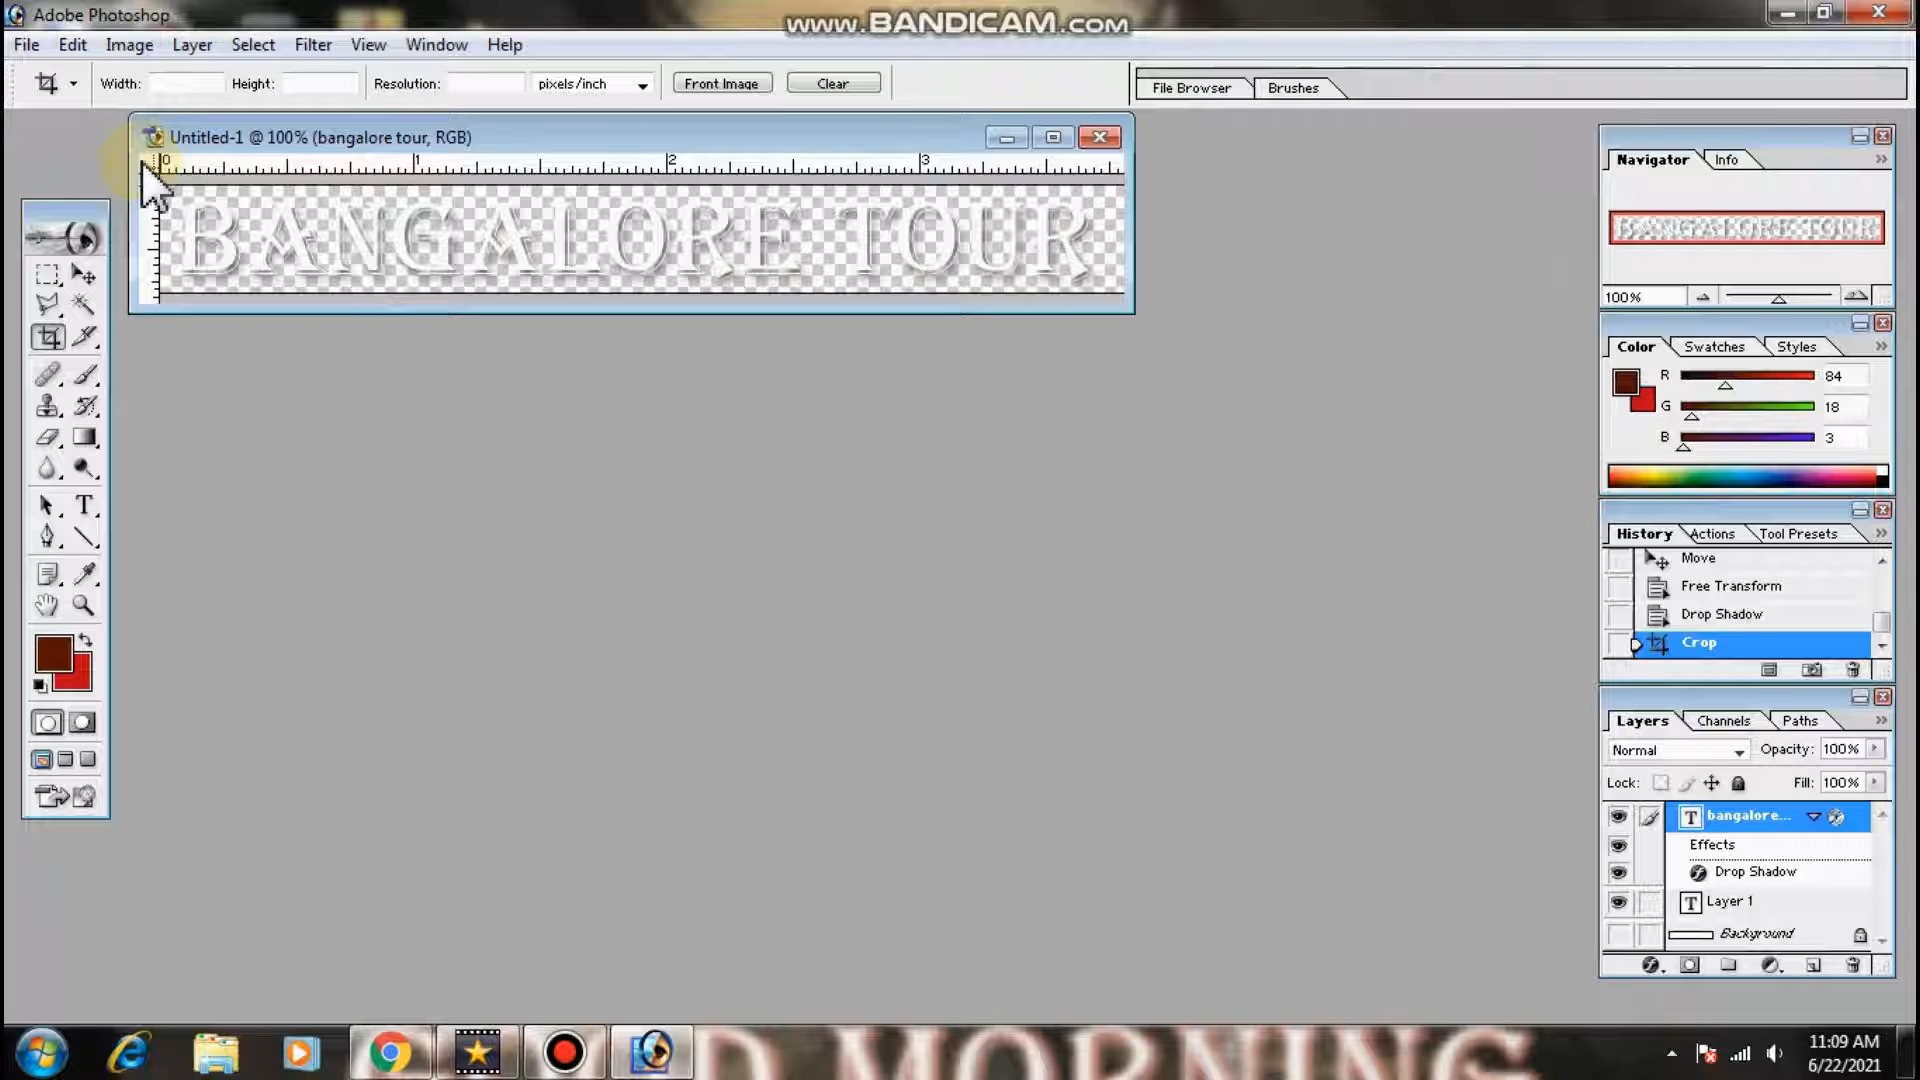 Adobe Photoshop
www.BANDICAM.com
File Edit Image Layer Select Filter View Window Help
Width: Height: Resolution: pixels/inch Front Image Clear
File Browser Brushes
Untitled-1 @ 100% (bangalore tour, RGB)
0 1 2 3
BANGALORE TOUR
Navigator Info
BANGALORE TOUR
100%
Color Swatches Styles
R 84
G 18
B 3
History Actions Tool Presets
Move
Free Transform
Drop Shadow
Crop
Layers Channels Paths
Normal Opacity: 100%
Lock: Fill: 100%
T bangalore...
Effects
Drop Shadow
T Layer 1
Background
D MORNING
11:09 AM
6/22/2021